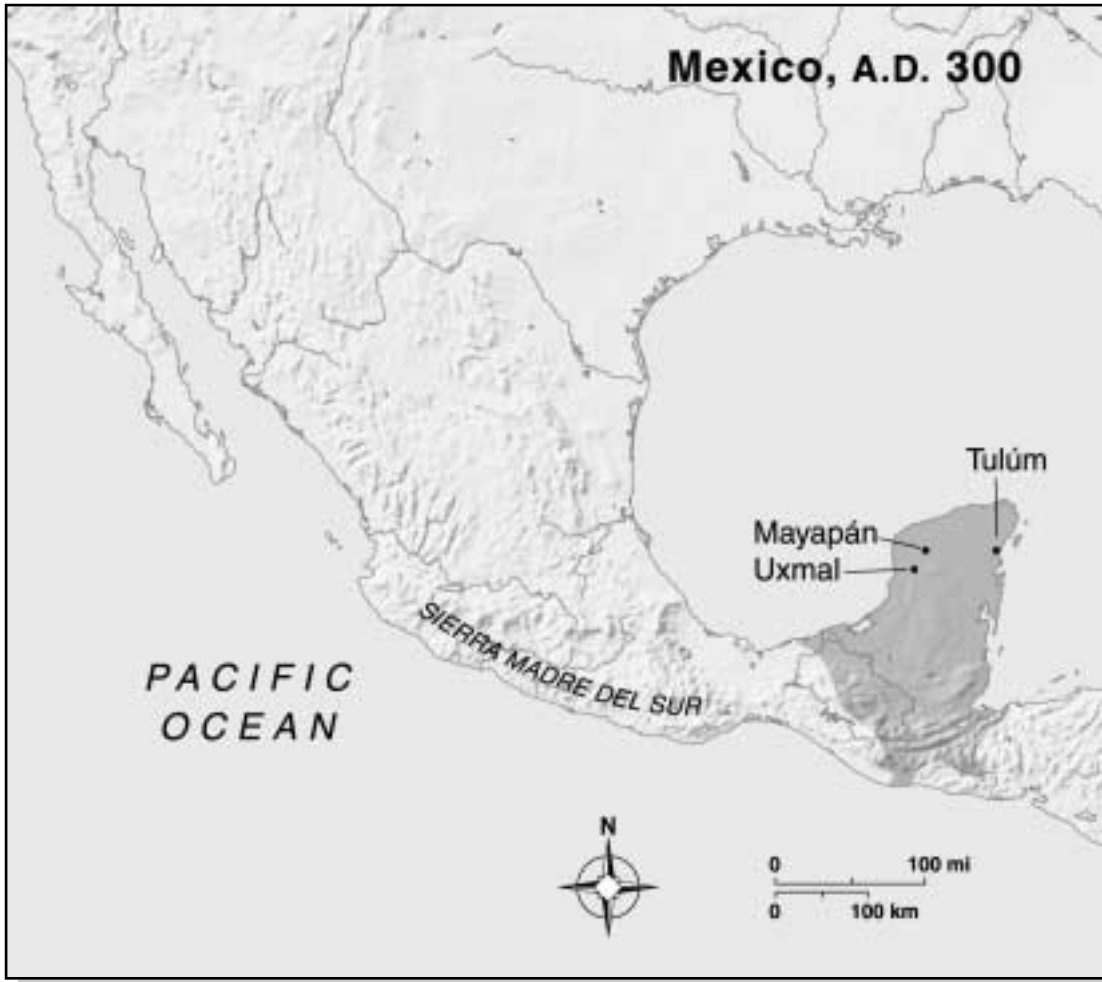 Mexico, A.D. 300
Tulúm
Mayapán
Uxmal
SIERRA MADRE DEL SUR
PACIFIC
OCEAN
N
0 100 mi
0 100 km